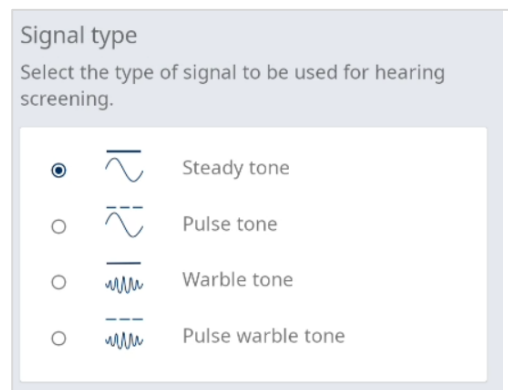 Signal type
Select the type of signal to be used for hearing
screening.
Steady tone
Pulse tone
Warble tone
Pulse warble tone